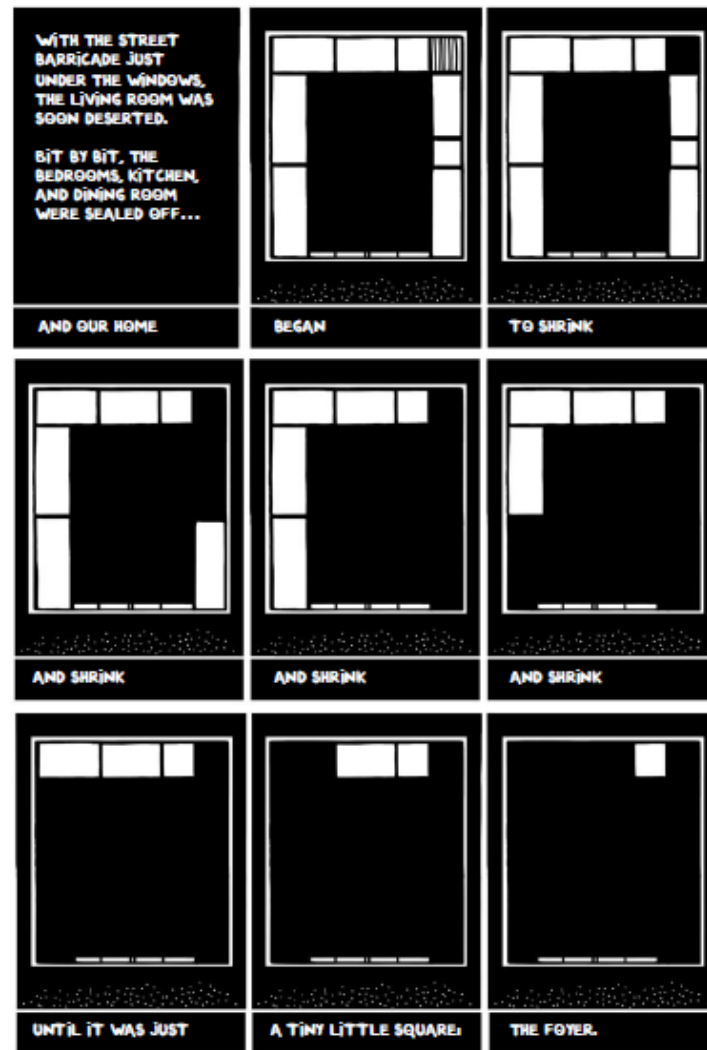 WITH THE STREET
BARRICADE JUST
UNDER THE WINDOWS,
THE LIVING ROOM WAS
SOON DESERTED.
BIT BY BIT, THE
BEDROOMS, KITCHEN,
AND DINING ROOM
WERE SEALED OFF...
AND OUR HOME
BEGAN
TO SHRINK
AND SHRINK
AND SHRINK
AND SHRINK
UNTIL IT WAS JUST
A TINY LITTLE SQUARE:
THE FOYER.